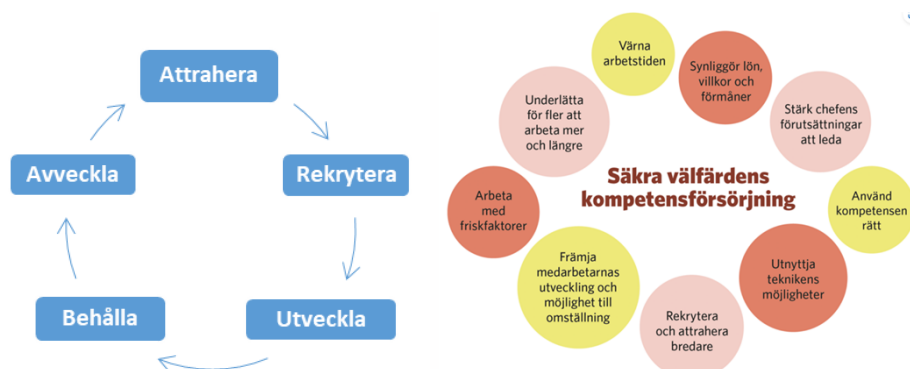 Attrahera
Rekrytera
Utveckla
Behålla
Avveckla
Säkra välfärdens
kompetensförsörjning
Värna
arbetstiden
Synliggör lön,
villkor och
förmåner
Stärk chefens
förutsättningar
att leda
Använd
kompetensen
rätt
Utnyttja
teknikens
möjligheter
Rekrytera
och attrahera
bredare
Främja
medarbetarnas
utveckling och
möjlighet till
omställning
Arbeta
med
friskfaktorer
Underlätta
för fler att
arbeta mer
och längre